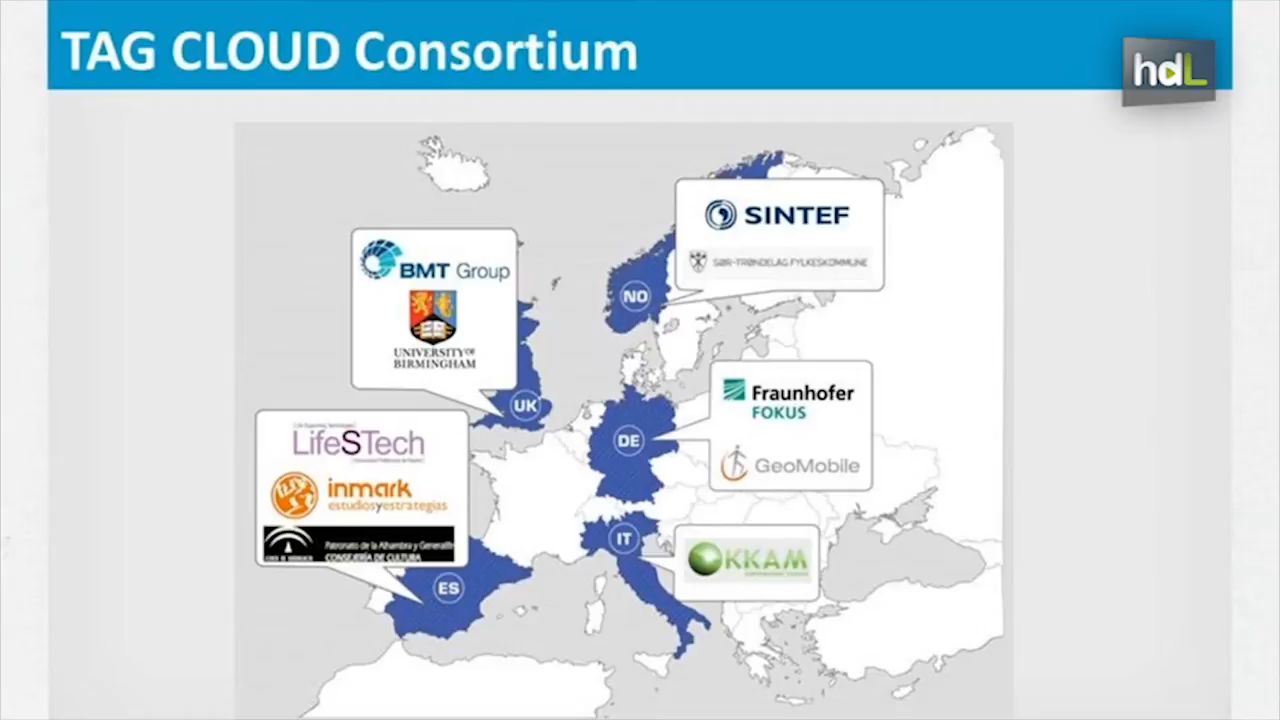 TAG CLOUD Consortium
hdL
SINTEF
SØR-TRØNDELAG FYLKESKOMMUNE
NO
BMT Group
UNIVERSITY OF
BIRMINGHAM
UK
Fraunhofer
FOKUS
GeoMobile
DE
LifeSTech
inmark
estudiosyestrategias
Patronato de la Alhambra y Generalife
CONSEJERÍA DE CULTURA
ES
IT
OKKAM